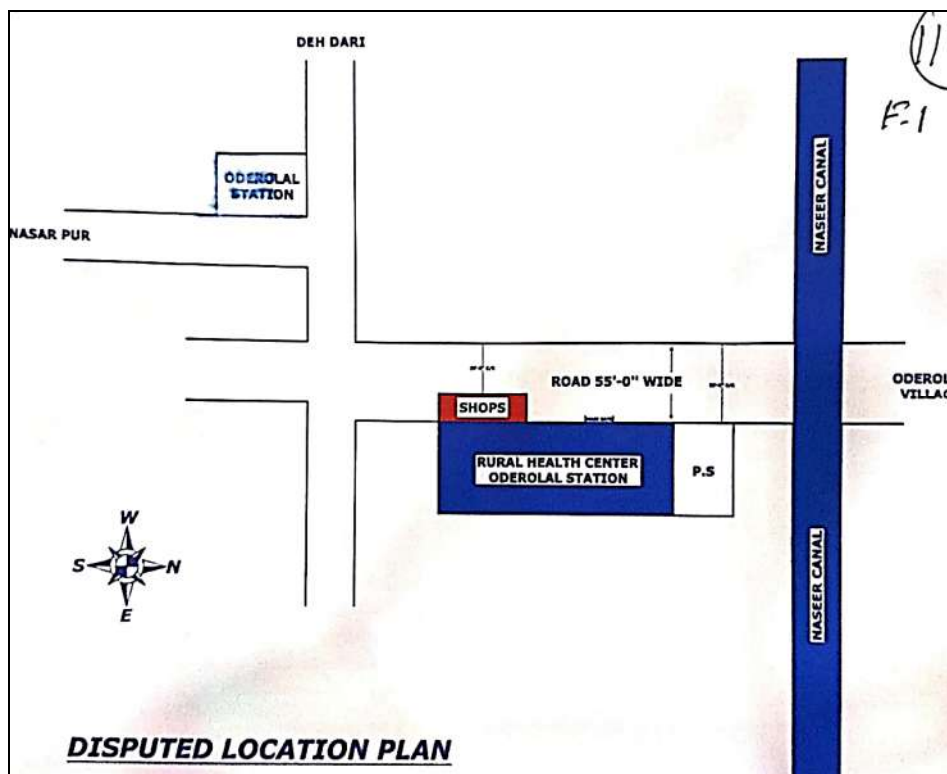 DEH DARI
11
F-1
ODEROLAL
STATION
NASAR PUR
NASEER CANAL
ROAD 55'-0" WIDE
ODEROL
VILLAG
SHOPS
RURAL HEALTH CENTER
ODEROLAL STATION
P.S
W
S
N
E
NASEER CANAL
DISPUTED LOCATION PLAN